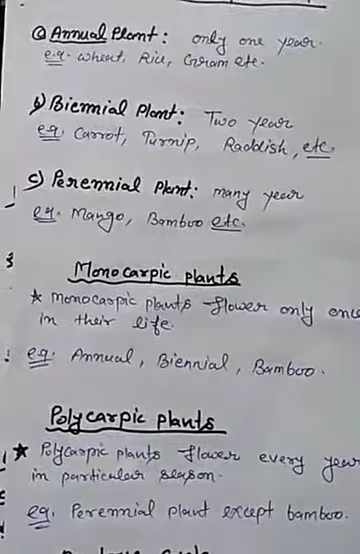 a) Annual Plant: only one year.
e.g. wheat, Rice, Gram etc.
b) Biennial Plant: Two year
e.g. Carrot, Turnip, Raddish, etc.
c) Perennial Plant: many year
e.g. Mango, Bamboo etc.
Monocarpic plants
* Monocarpic plants flower only once
in their life.
e.g. Annual, Biennial, Bamboo.
Polycarpic plants
* Polycarpic plants flower every year
in particular season.
e.g. Perennial plant except bamboo.